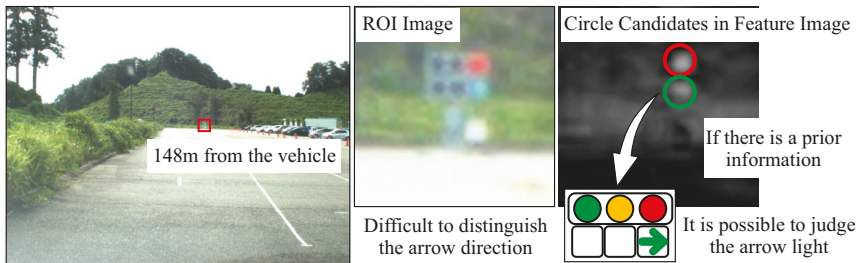 148m from the vehicle
ROI Image
Difficult to distinguish
the arrow direction
Circle Candidates in Feature Image
If there is a prior
information
It is possible to judge
the arrow light